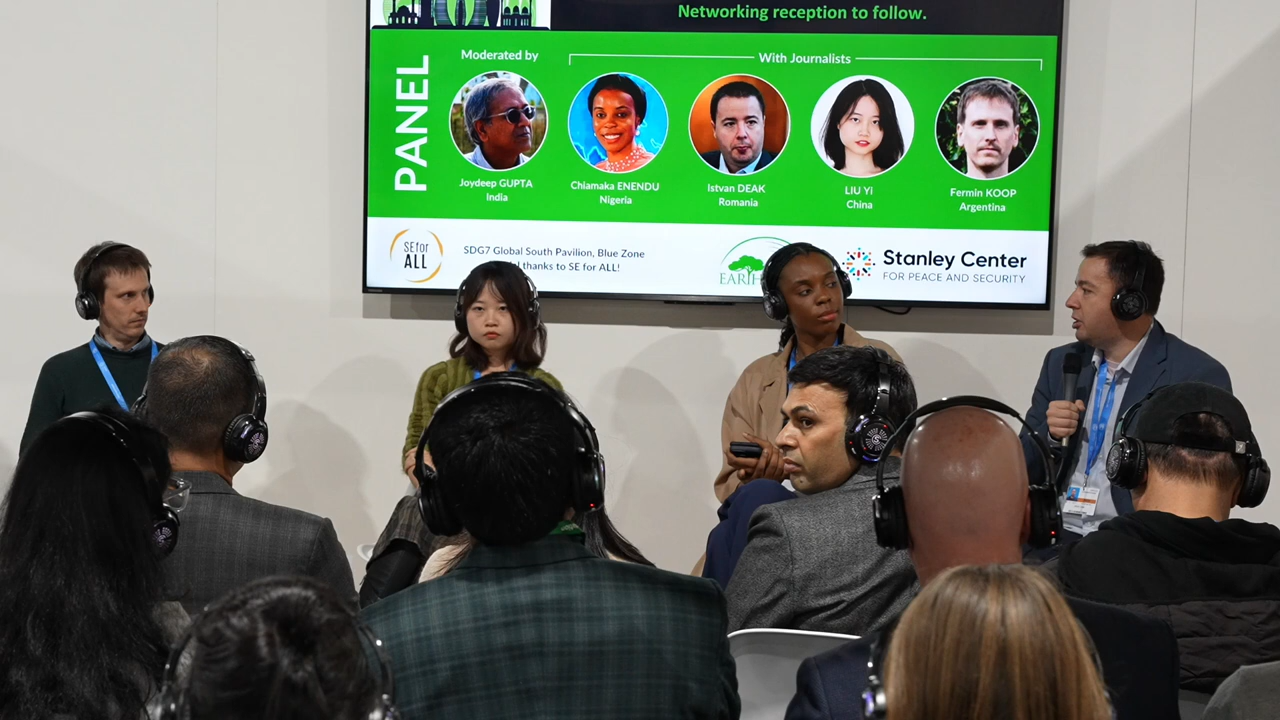 Networking reception to follow.
PANEL
Moderated by
With Journalists
Joydeep GUPTA
India
Chiamaka ENENDU
Nigeria
Istvan DEAK
Romania
LIU YI
China
Fermin KOOP
Argentina
SEfor
ALL
SDG7 Global South Pavilion, Blue Zone
thanks to SE for ALL!
EARTH
Stanley Center
FOR PEACE AND SECURITY